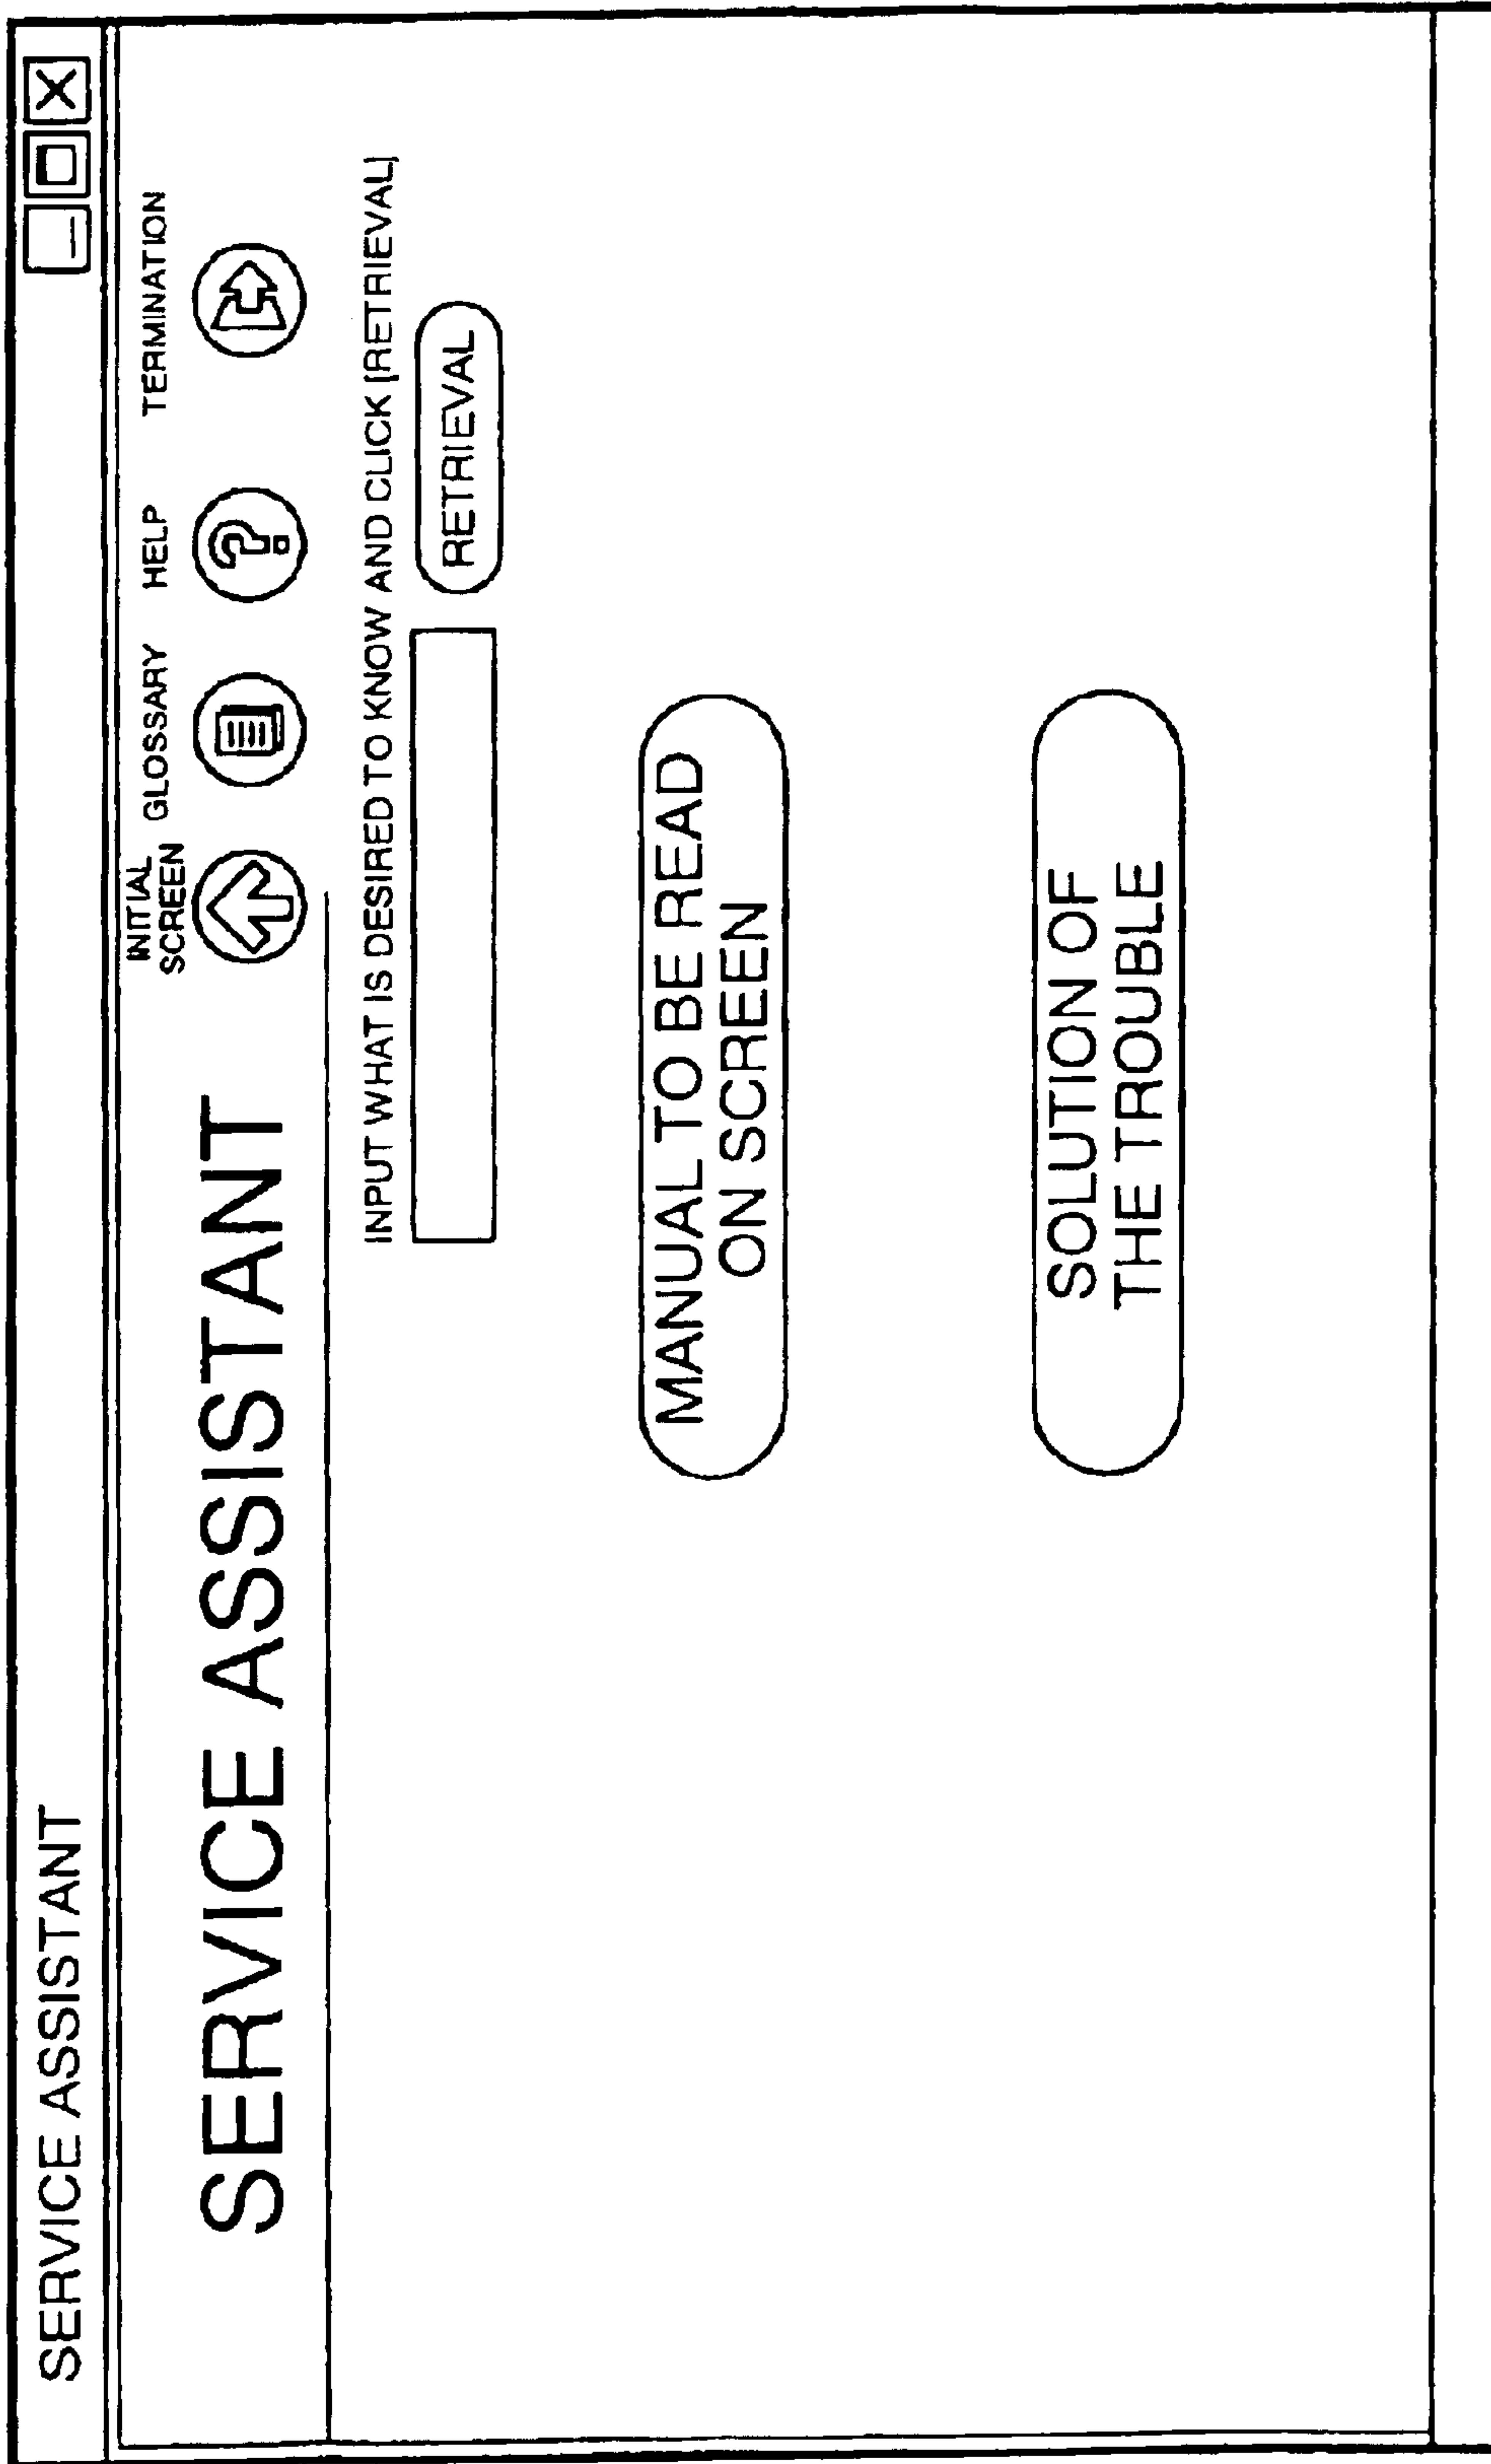 SERVICE ASSISTANT
SERVICE ASSISTANT
INITIAL
SCREEN
GLOSSARY
HELP
TERMINATION
INPUT WHAT IS DESIRED TO KNOW AND CLICK [RETRIEVAL]
RETRIEVAL
MANUAL TO BE READ
ON SCREEN
SOLUTION OF
THE TROUBLE